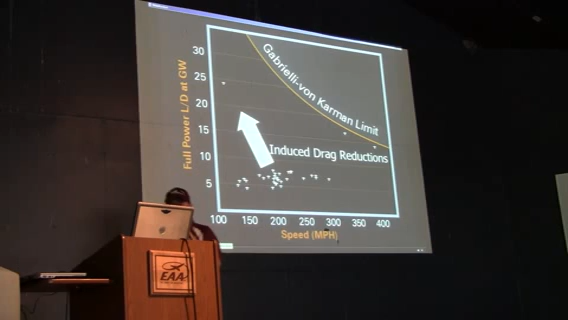 Full Power L/D at GW
30
25
20
15
10
5
Gabrielli-von Karman Limit
Induced Drag Reductions
100 150 200 250 300 350 400
Speed (MPH)
EAA